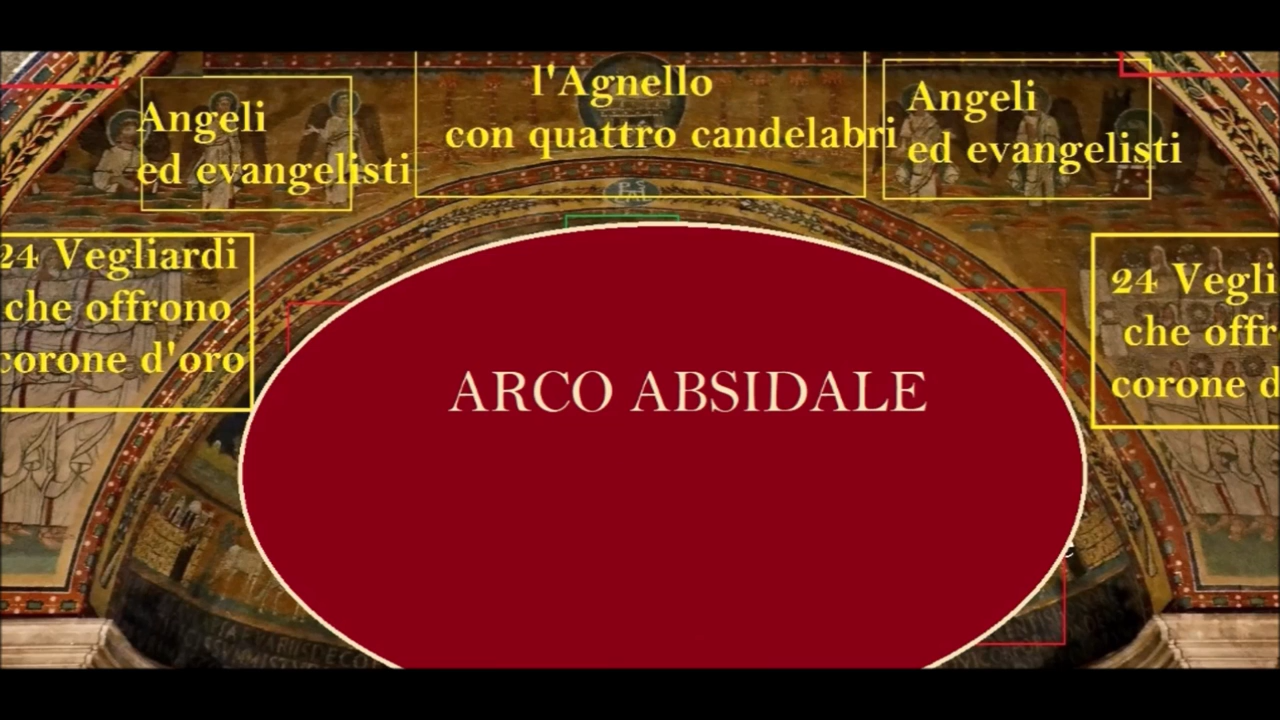 l'Agnello
con quattro candelabri
Angeli
ed evangelisti
Angeli
ed evangelisti
24 Vegliardi
che offrono
corone d'oro
24 Vegli
che offr
corone d
ARCO ABSIDALE